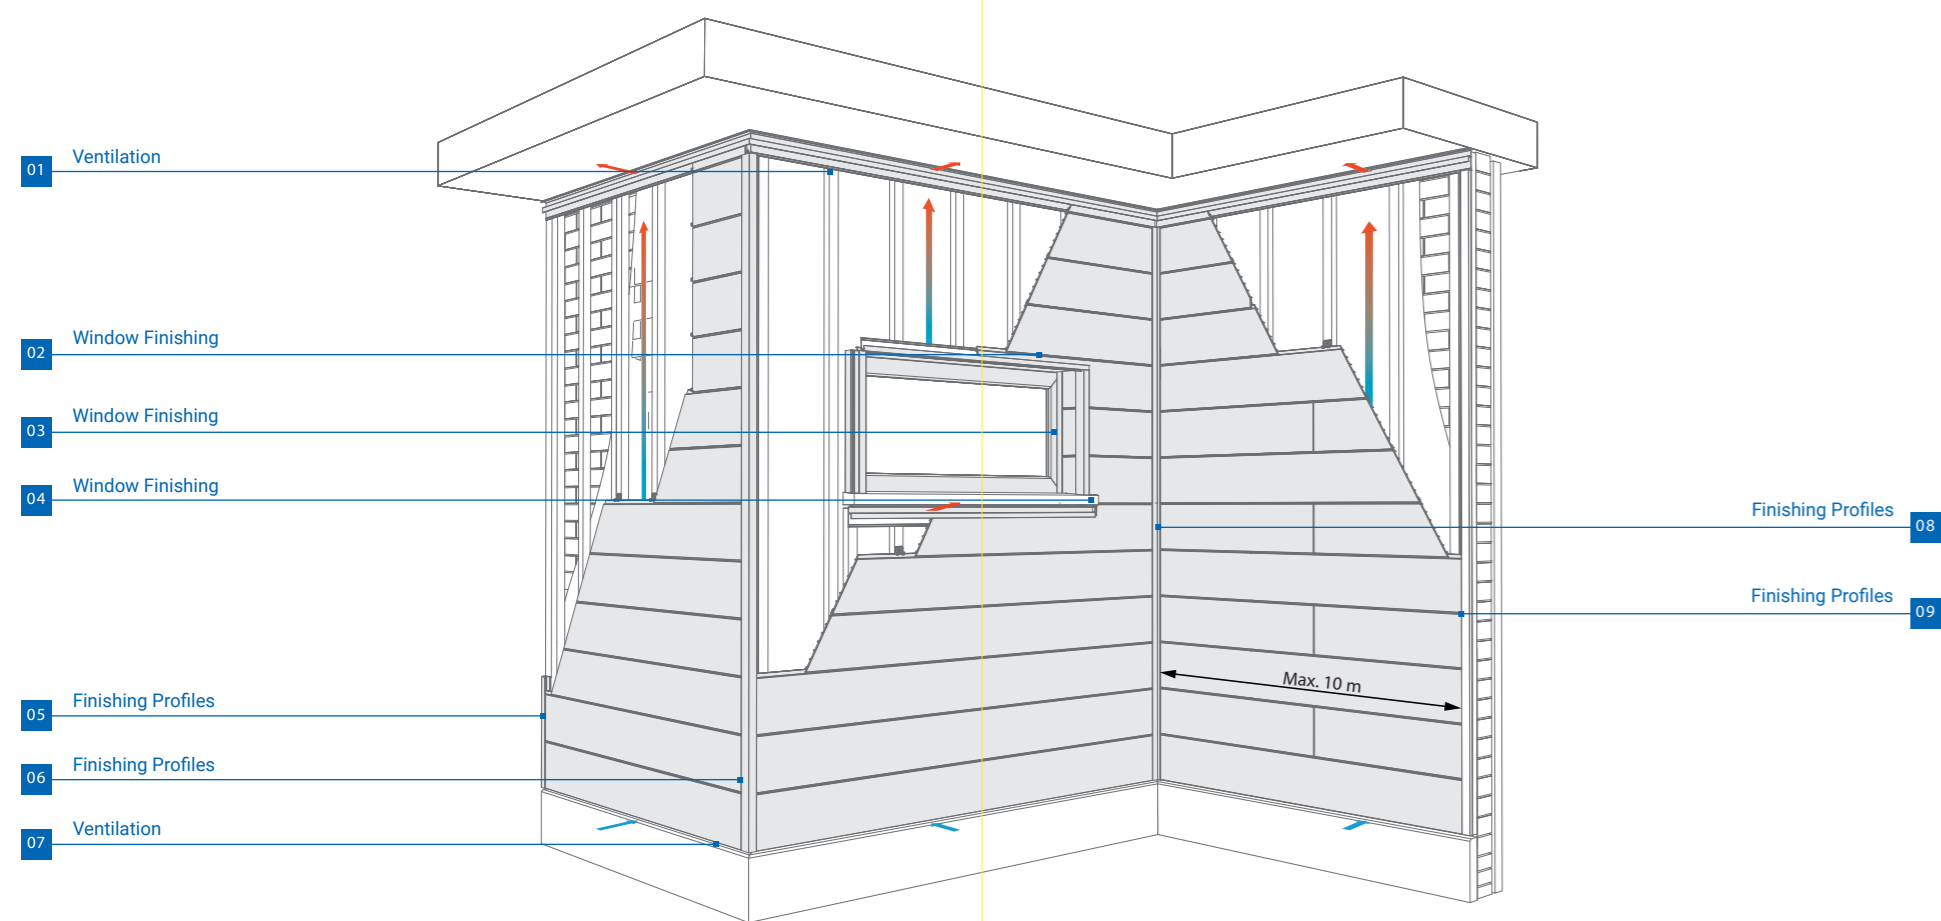 Ventilation
01
Window Finishing
02
Window Finishing
03
Window Finishing
04
Finishing Profiles
05
Finishing Profiles
06
Ventilation
07
Finishing Profiles
08
Finishing Profiles
09
Max. 10 m